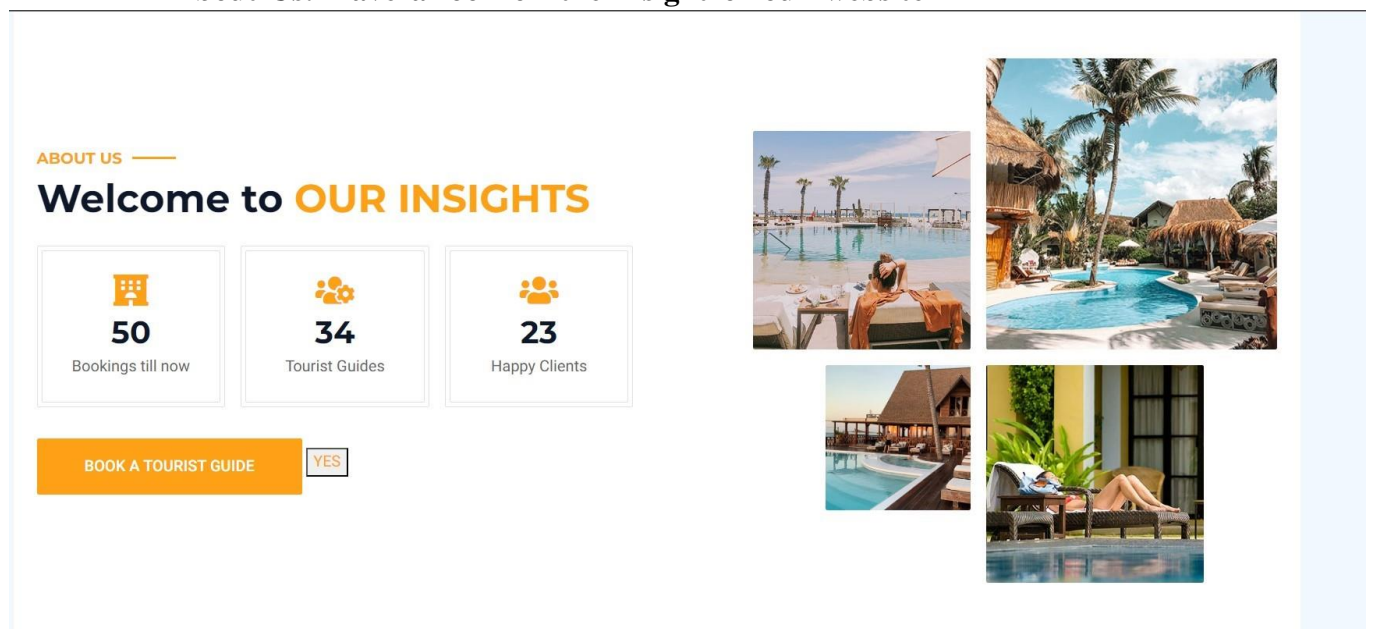 ABOUT US
Welcome to OUR INSIGHTS
50
Bookings till now
34
Tourist Guides
23
Happy Clients
BOOK A TOURIST GUIDE
YES